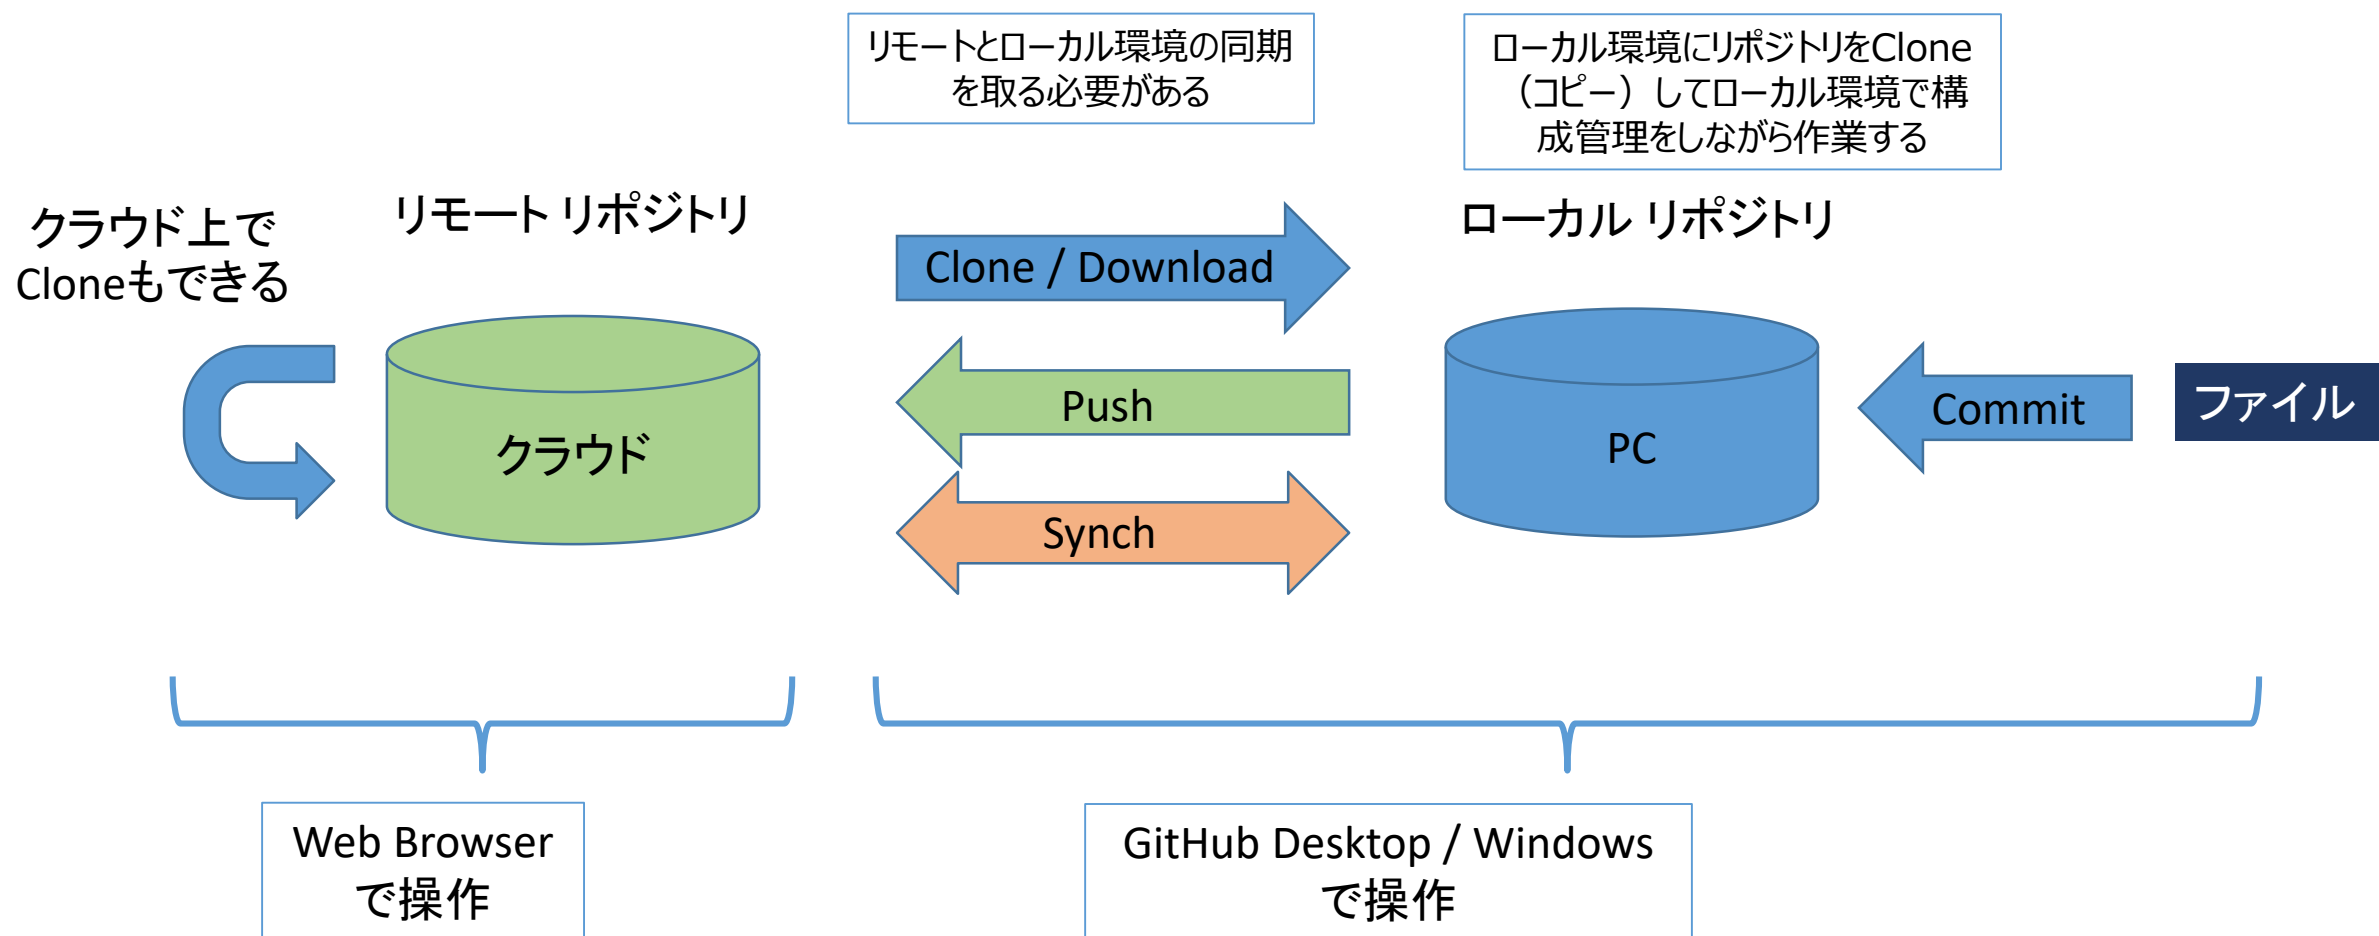 リモートとローカル環境の同期
を取る必要がある
ローカル環境にリポジトリをClone
（コピー）してローカル環境で構
成管理をしながら作業する
クラウド上で
Cloneもできる
リモート リポジトリ
ローカル リポジトリ
Clone / Download
Push
Synch
クラウド
PC
Commit
ファイル
Web Browser
で操作
GitHub Desktop / Windows
で操作